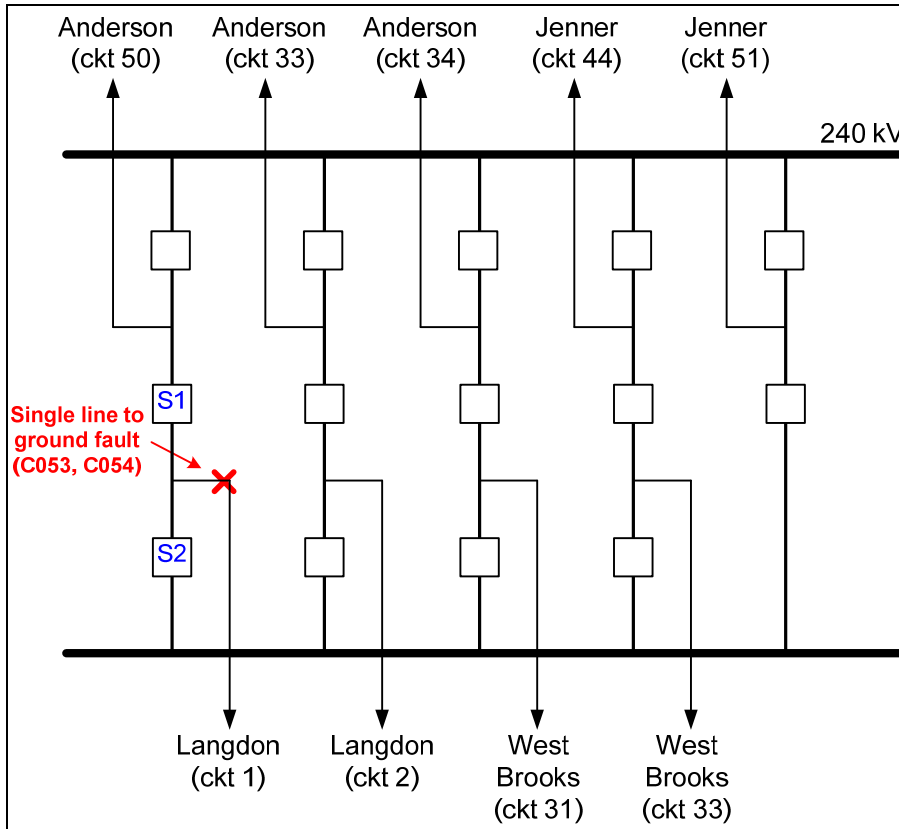 Anderson
(ckt 50)
Anderson
(ckt 33)
Anderson
(ckt 34)
Jenner
(ckt 44)
Jenner
(ckt 51)
240 kV
S1
Single line to
ground fault
(C053, C054)
S2
Langdon
(ckt 1)
Langdon
(ckt 2)
West
Brooks
(ckt 31)
West
Brooks
(ckt 33)